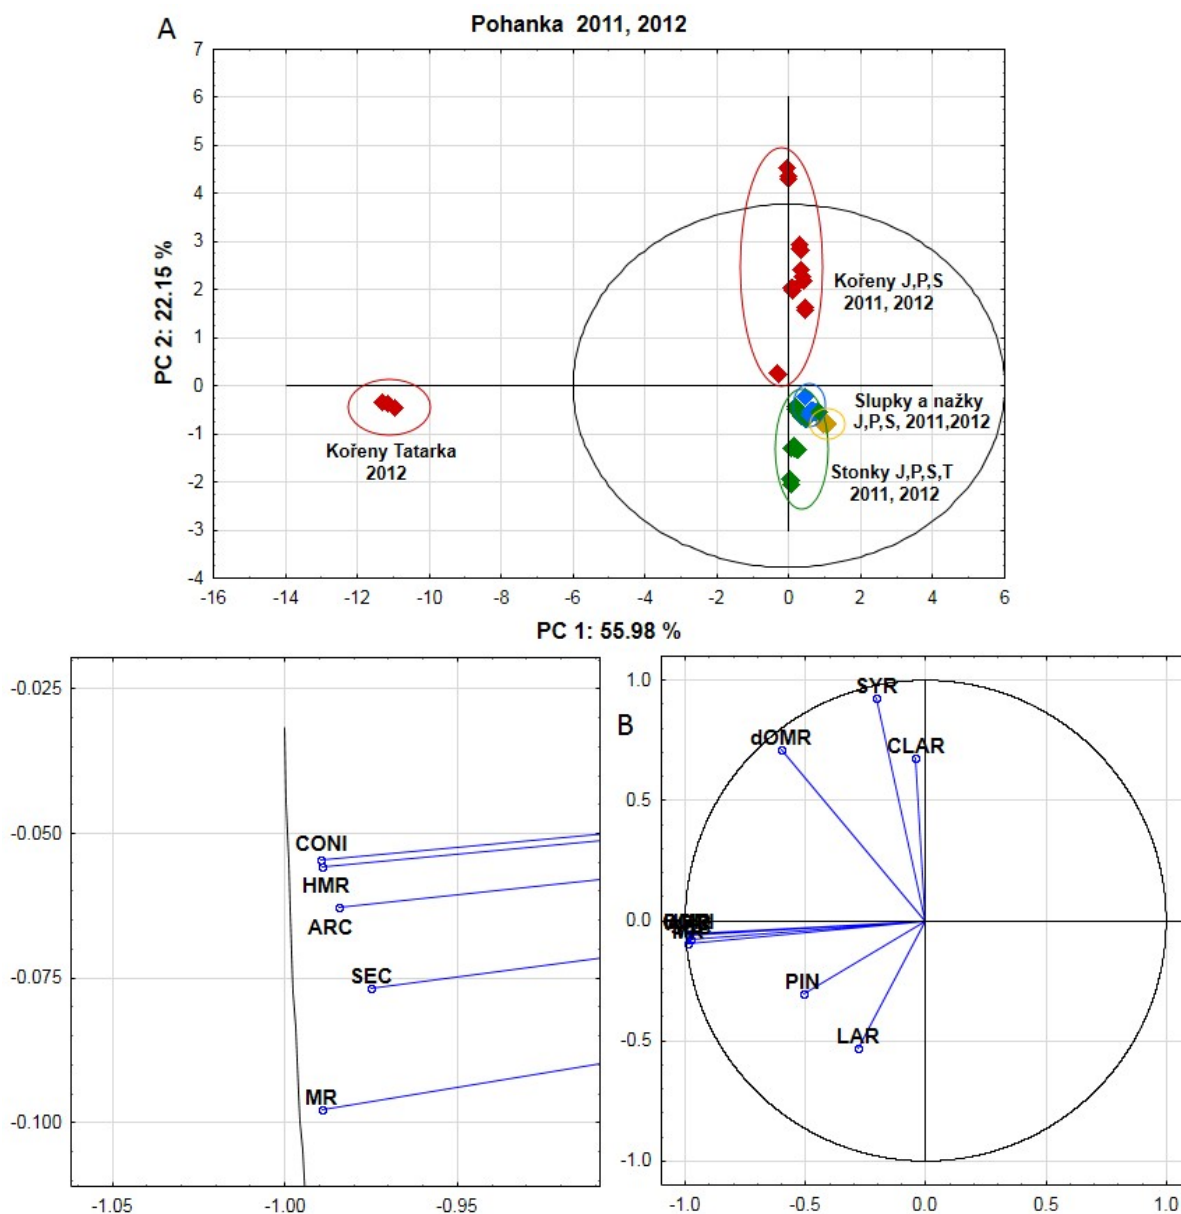 A
Pohanka 2011, 2012
7
6
5
4
3
2
1
0
-1
-2
-3
-4
PC 2: 22.15 %
Kořeny J,P,S
2011, 2012
Slupky a nažky
J,P,S, 2011,2012
Kořeny Tatarka
2012
Stonky J,P,S,T
2011, 2012
-16 -14 -12 -10 -8 -6 -4 -2 0 2 4 6
PC 1: 55.98 %
-0.025
-0.050
-0.075
-0.100
CONI
HMR
ARC
SEC
MR
-1.05 -1.00 -0.95
B
1.0
0.5
0.0
-0.5
-1.0
SYR
dOMR
CLAR
PIN
LAR
-1.0 -0.5 0.0 0.5 1.0